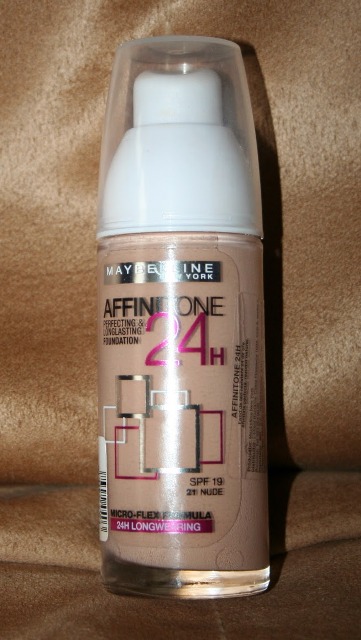 MAYBELLINE
NEW YORK
AFFINITONE
PERFECTING &
LONGLASTING
FOUNDATION
24H
SPF 19
21 NUDE
MICRO-FLEX FORMULA
24H LONGWEARING
AFFINITONE 24H